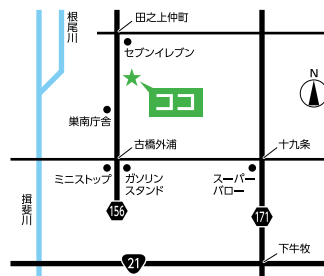 根尾川
田之上仲町
セブンイレブン
N
ココ
巣南庁舎
古橋外浦
十九条
ミニストップ
ガソリン
スタンド
スーパー
バロー
揖斐川
156
171
下牛牧
21